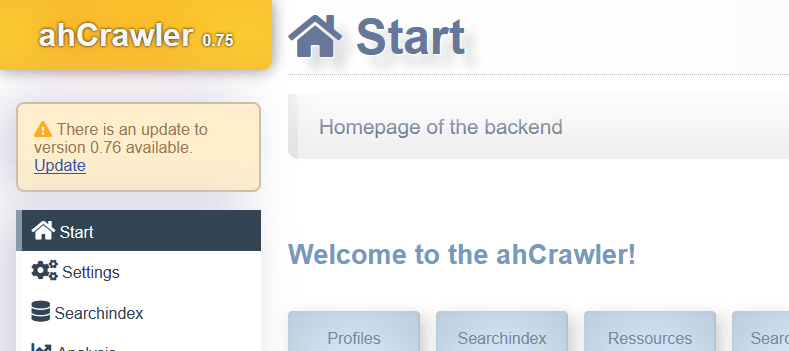 ahCrawler 0.75
Start
There is an update to
version 0.76 available.
Update
Homepage of the backend
Start
Settings
Searchindex
Analysis
Welcome to the ahCrawler!
Profiles
Searchindex
Ressources